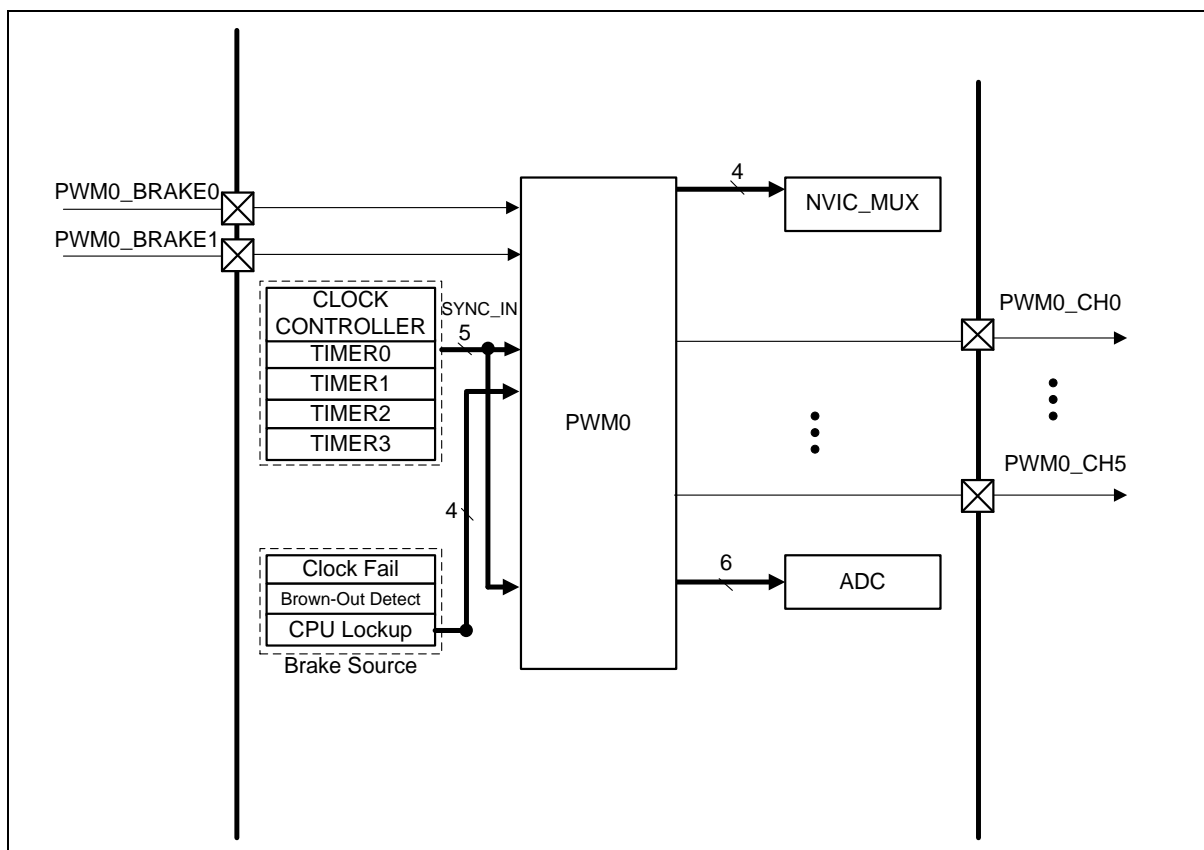 PWM0_BRAKE0
PWM0_BRAKE1
CLOCK
CONTROLLER
TIMER0
TIMER1
TIMER2
TIMER3
SYNC_IN
5
4
Clock Fail
Brown-Out Detect
CPU Lockup
Brake Source
PWM0
4
NVIC_MUX
PWM0_CH0
PWM0_CH5
6
ADC